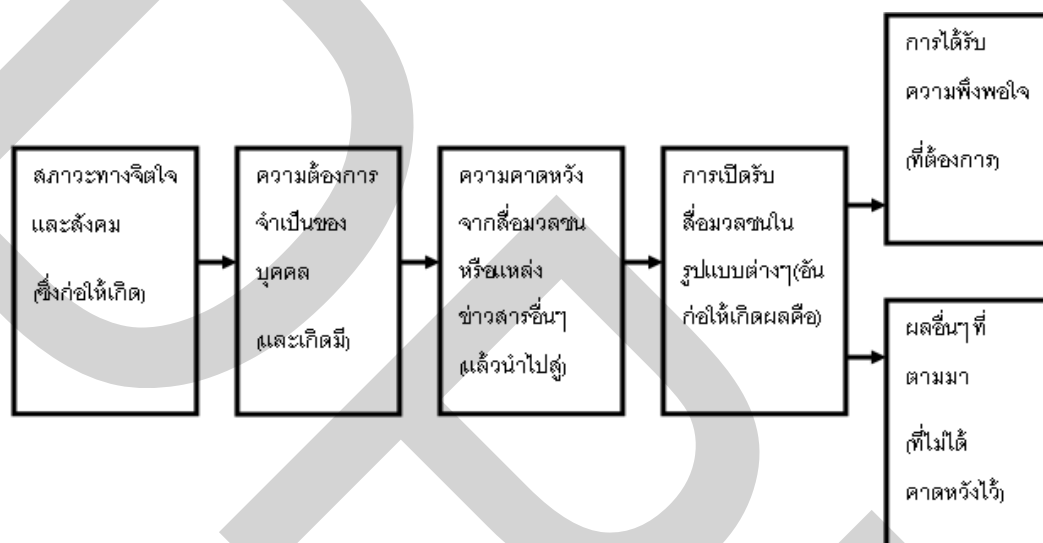 สภาวะทางจิตใจ
และสังคม
(ซึ่งก่อให้เกิด)
ความต้องการ
จำเป็นของ
บุคคล
(และเกิดมี)
ความคาดหวัง
จากสื่อมวลชน
หรือแหล่ง
ข่าวสารอื่นๆ
(แล้วนำไปสู่)
การเปิดรับ
สื่อมวลชนใน
รูปแบบต่างๆ(อัน
ก่อให้เกิดผลคือ)
การได้รับ
ความพึงพอใจ
(ที่ต้องการ)
ผลอื่นๆ ที่
ตามมา
(ที่ไม่ได้
คาดหวังไว้)